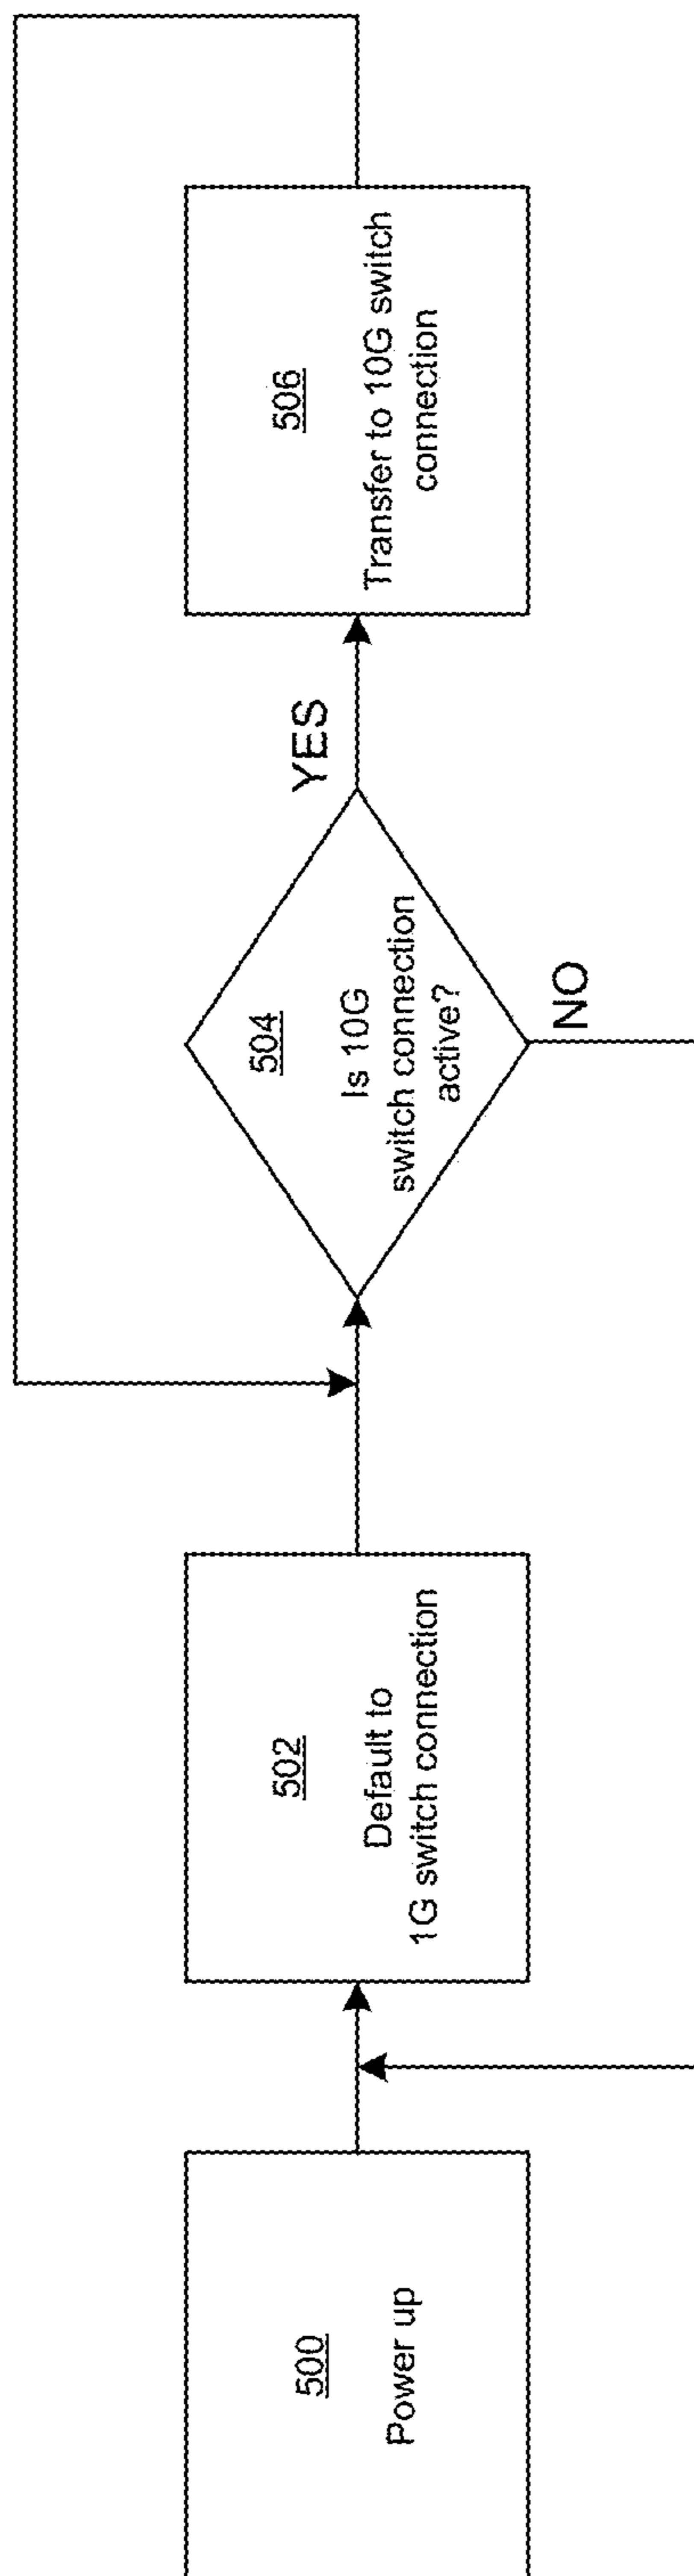 500
Power up
502
Default to
1G switch connection
504
Is 10G
switch connection
active?
YES
NO
506
Transfer to 10G switch
connection